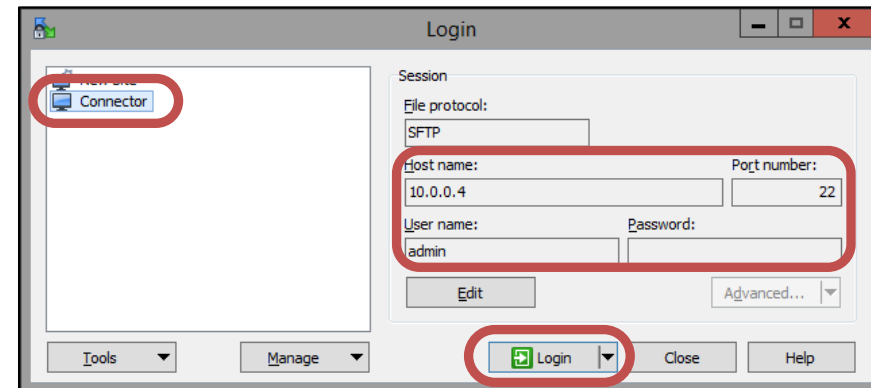 Login
Session
Connector
File protocol:
SFTP
Host name:
Port number:
10.0.0.4
22
User name:
Password:
admin
Edit
Advanced...
Tools
Manage
Login
Close
Help